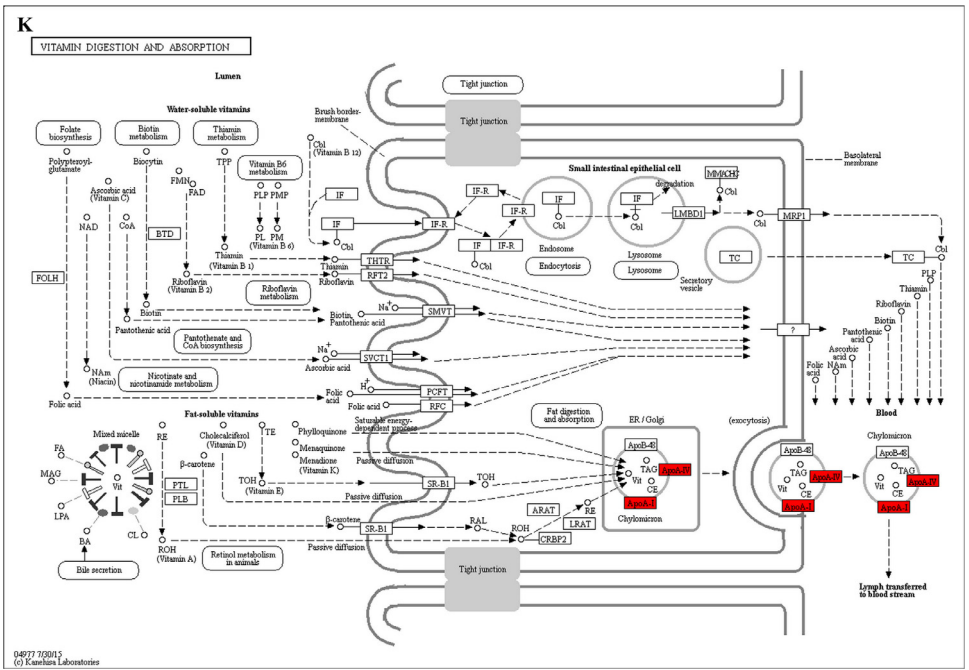 K
VITAMIN DIGESTION AND ABSORPTION
Lumen
Tight junction
Tight junction
Water-soluble vitamins
Brush border-
membrane
Folate
biosynthesis
Biotin
metabolism
Thiamin
metabolism
Vitamin B6
metabolism
Polypteroyl-
glutamate
Biocytin
TPP
Cbl
(Vitamin B 12)
Ascorbic acid
(Vitamin C)
FMN
FAD
PLP
PMP
NAD
CoA
BTD
PL
PM
(Vitamin B 6)
IF
IF
Cbl
IF-R
IF-R
IF-R
IF
IF-R
Cbl
Small intestinal epithelial cell
IF
Cbl
Endosome
Endocytosis
IF
degradation
Cbl
Lysosome
Lysosome
LMBD1
MMACHC
Cbl
Cbl
MRP1
Basolateral
membrane
TC
Secretory
vesicle
TC
Cbl
FOLH
Thiamin
(Vitamin B 1)
Thiamin
THTR
Riboflavin
(Vitamin B 2)
Riboflavin
RFT2
Riboflavin
metabolism
Biotin
Pantothenic acid
Na+
Biotin
Pantothenic acid
SMVT
Pantothenate and
CoA biosynthesis
Na+
Ascorbic acid
SVCT1
NAm
(Niacin)
Nicotinate and
nicotinamide metabolism
H+
Folic acid
PCFT
Folic acid
Folic acid
RFC
?
PLP
Thiamin
Riboflavin
Biotin
Pantothenic
acid
Ascorbic
acid
NAm
Folic
acid
Blood
Fat-soluble vitamins
Saturable energy-
dependent process
Mixed micelle
FA
MAG
LPA
BA
CL
Vit
Bile secretion
RE
β-carotene
Cholecalciferol
(Vitamin D)
TE
Phylloquinone
Menaquinone
Menadione
(Vitamin K)
Passive diffusion
PTL
PLB
TOH
(Vitamin E)
SR-B1
TOH
Passive diffusion
β-carotene
SR-B1
RAL
ROH
(Vitamin A)
Retinol metabolism
in animals
Passive diffusion
ROH
CRBP2
ARAT
LRAT
RE
Fat digestion
and absorption
ER / Golgi
ApoB-48
TAG
ApoA-IV
Vit
CE
ApoA-I
Chylomicron
(exocytosis)
ApoB-48
TAG
ApoA-IV
Vit
CE
ApoA-I
Chylomicron
ApoB-48
TAG
ApoA-IV
Vit
CE
ApoA-I
Tight junction
Lymph transferred
to blood stream
04977 7/30/15
(c) Kanehisa Laboratories